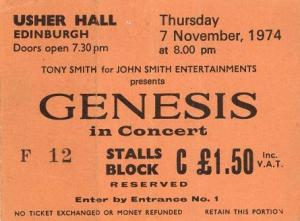 USHER HALL
EDINBURGH
Doors open 7.30 pm
Thursday
7 November, 1974
at 8.00 pm
TONY SMITH for JOHN SMITH ENTERTAINMENTS
presents
GENESIS
in Concert
F 12
STALLS
BLOCK C £1.50 Inc. V.A.T.
RESERVED
Enter by Entrance No. 1
NO TICKET EXCHANGED OR MONEY REFUNDED RETAIN THIS PORTION